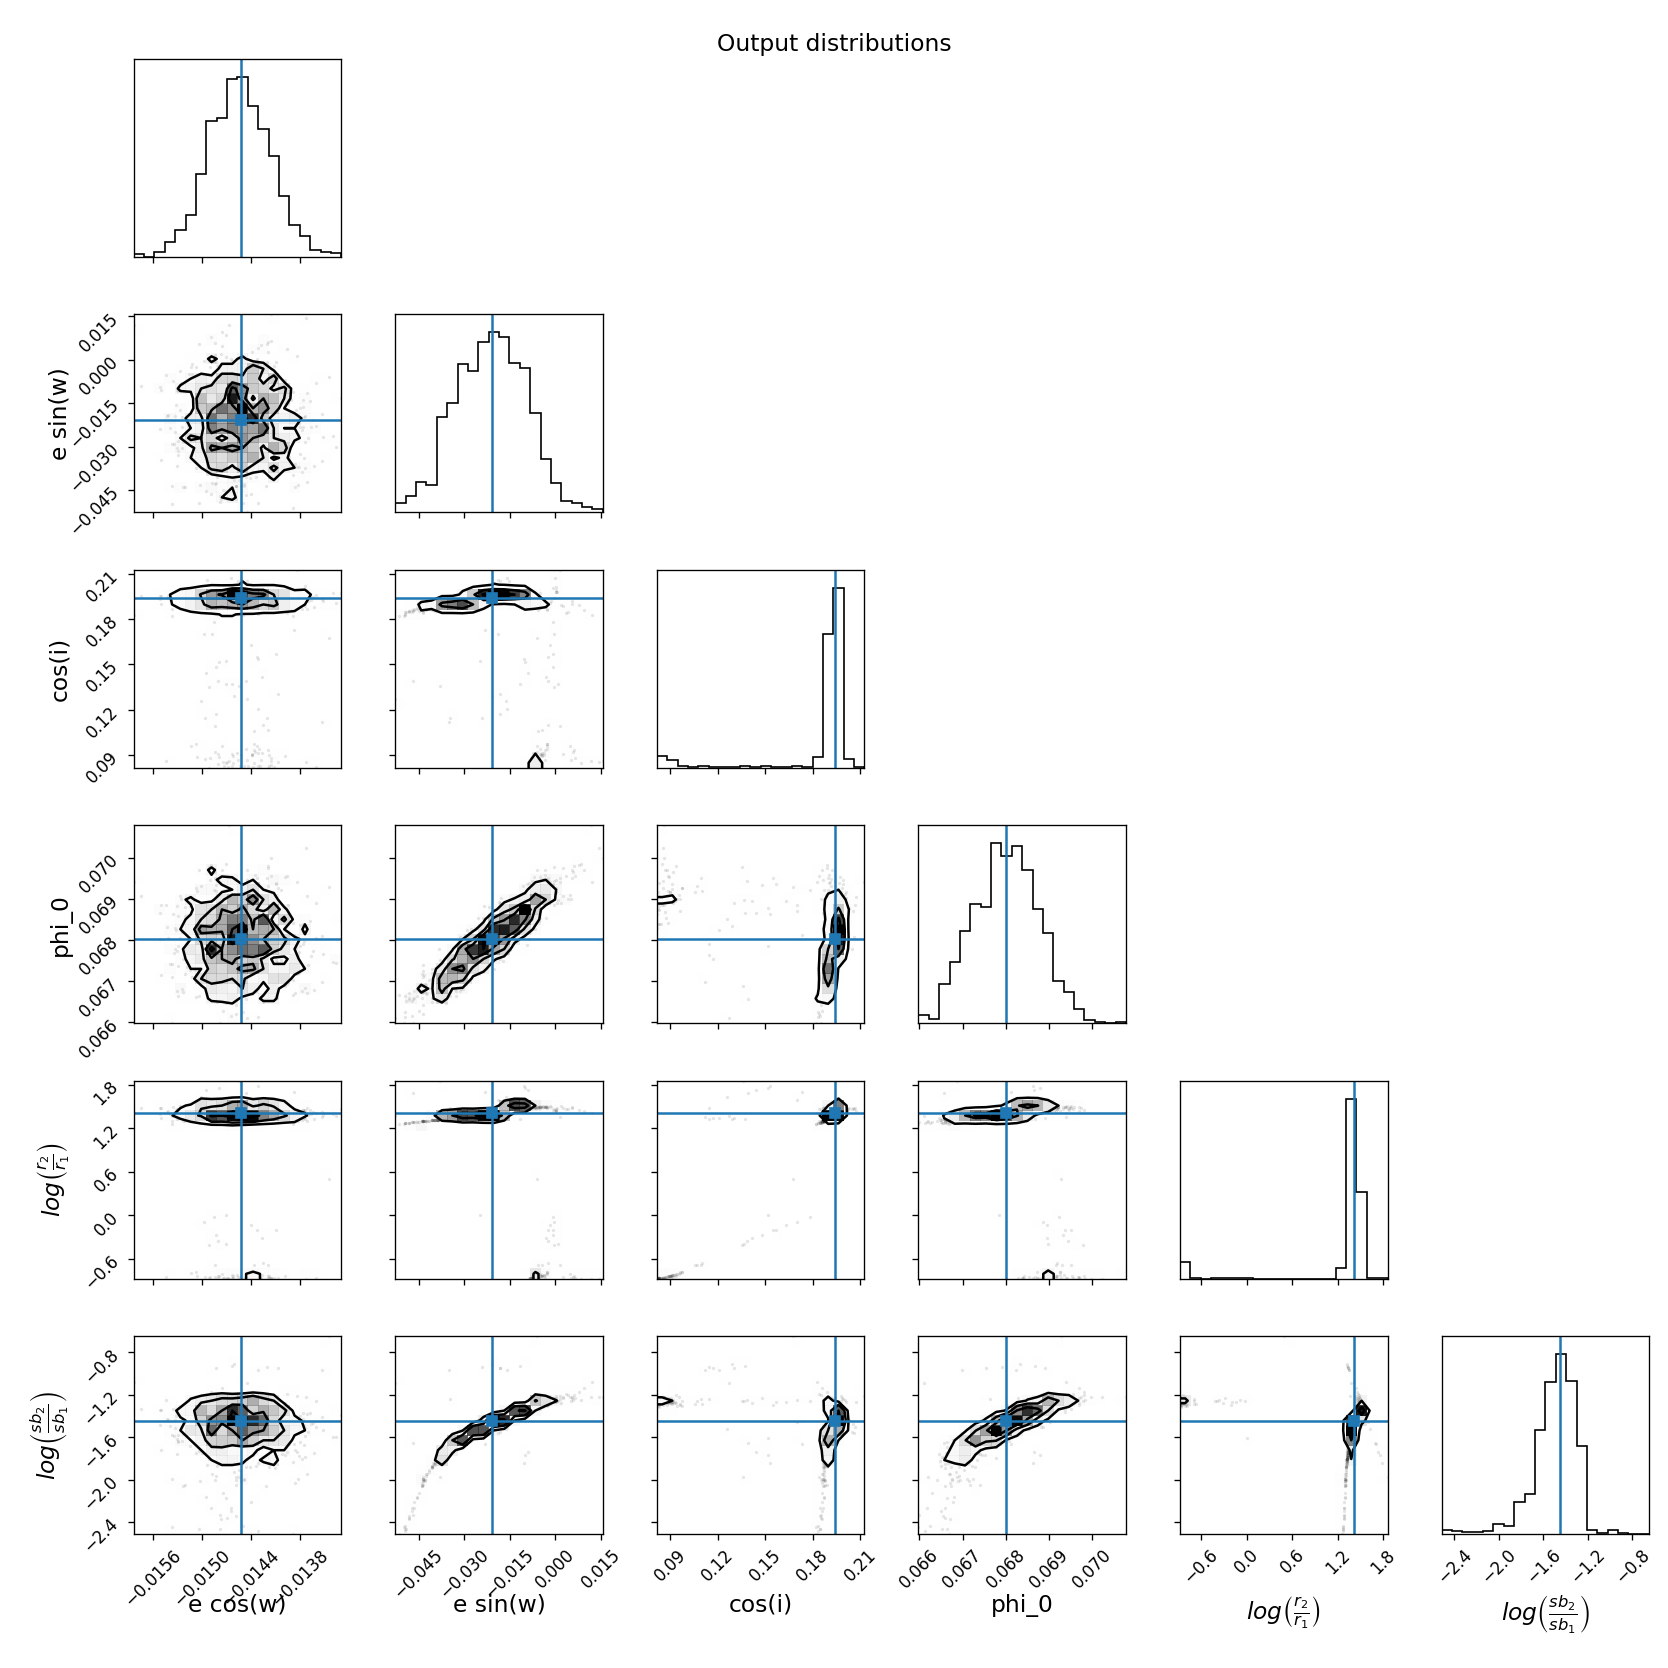 Output distributions
e sin(w)
0.015
0.000
−0.015
−0.030
−0.045
cos(i)
0.21
0.18
0.15
0.12
0.09
phi_0
0.070
0.069
0.068
0.067
0.066
log(r₂/r₁)
1.8
1.2
0.6
0.0
−0.6
log(sb₂/sb₁)
−0.8
−1.2
−1.6
−2.0
−2.4
−0.0156 −0.0150 −0.0144 −0.0138
e cos(w)
−0.045 −0.030 −0.015 0.000 0.015
e sin(w)
0.09 0.12 0.15 0.18 0.21
cos(i)
0.066 0.067 0.068 0.069 0.070
phi_0
−0.6 0.0 0.6 1.2 1.8
log(r₂/r₁)
−2.4 −2.0 −1.6 −1.2 −0.8
log(sb₂/sb₁)